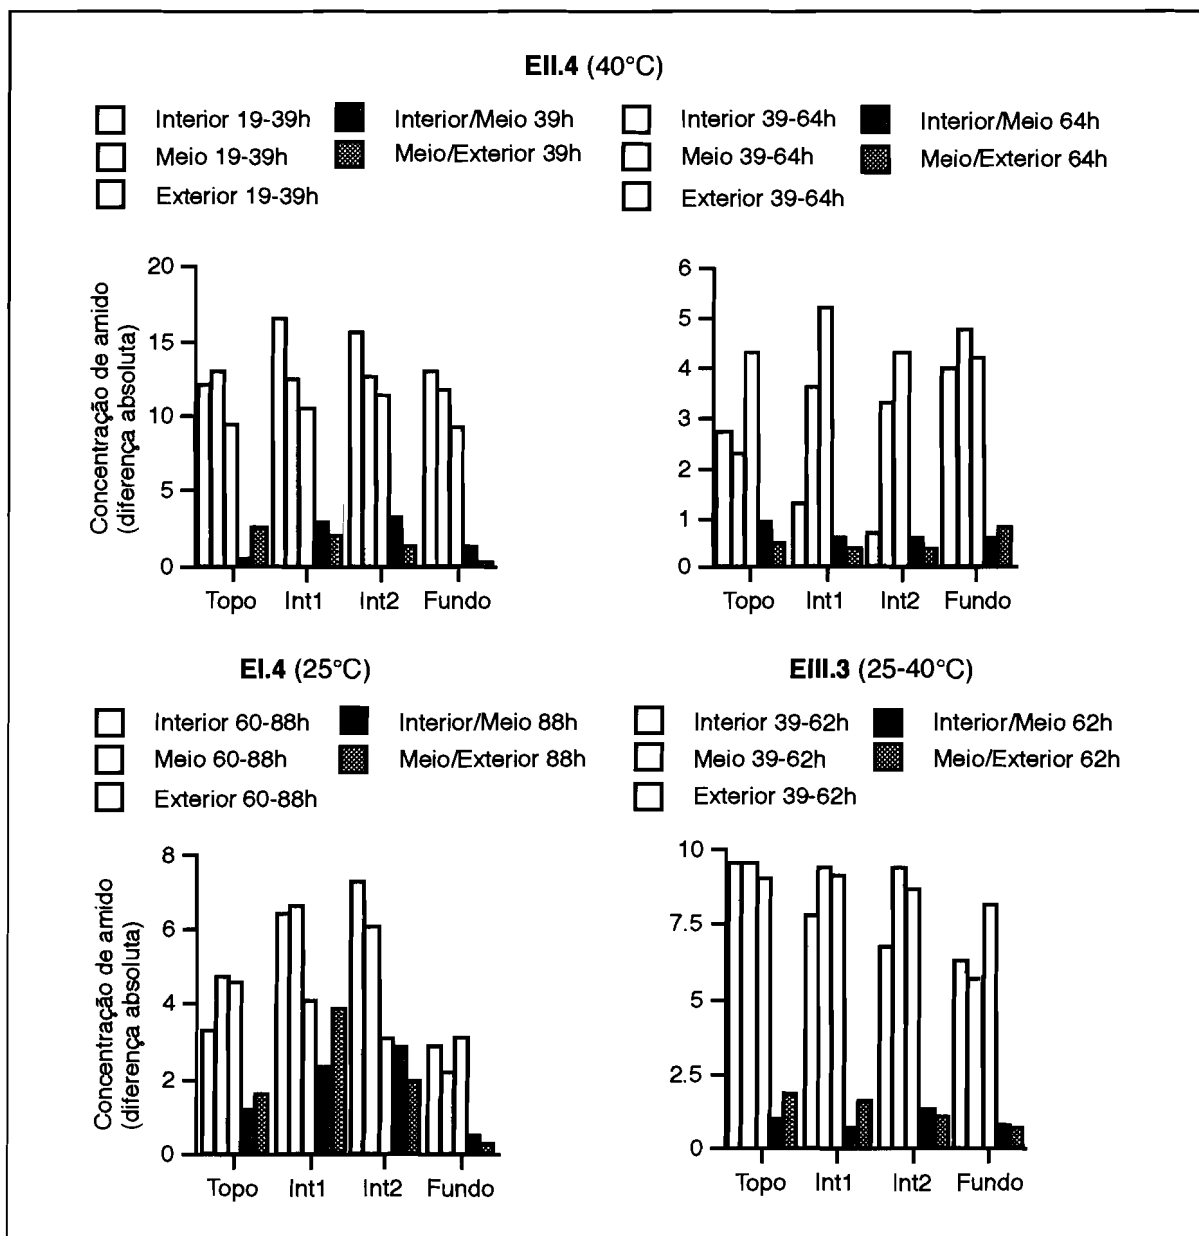 EII.4 (40°C)
Interior 19-39h
Interior/Meio 39h
Meio 19-39h
Meio/Exterior 39h
Exterior 19-39h
Interior 39-64h
Interior/Meio 64h
Meio 39-64h
Meio/Exterior 64h
Exterior 39-64h
Concentração de amido
(diferença absoluta)
20
15
10
5
0
Topo Int1 Int2 Fundo
6
5
4
3
2
1
0
Topo Int1 Int2 Fundo
EI.4 (25°C)
Interior 60-88h
Interior/Meio 88h
Meio 60-88h
Meio/Exterior 88h
Exterior 60-88h
EIII.3 (25-40°C)
Interior 39-62h
Interior/Meio 62h
Meio 39-62h
Meio/Exterior 62h
Exterior 39-62h
Concentração de amido
(diferença absoluta)
8
6
4
2
0
Topo Int1 Int2 Fundo
10
7.5
5
2.5
0
Topo Int1 Int2 Fundo